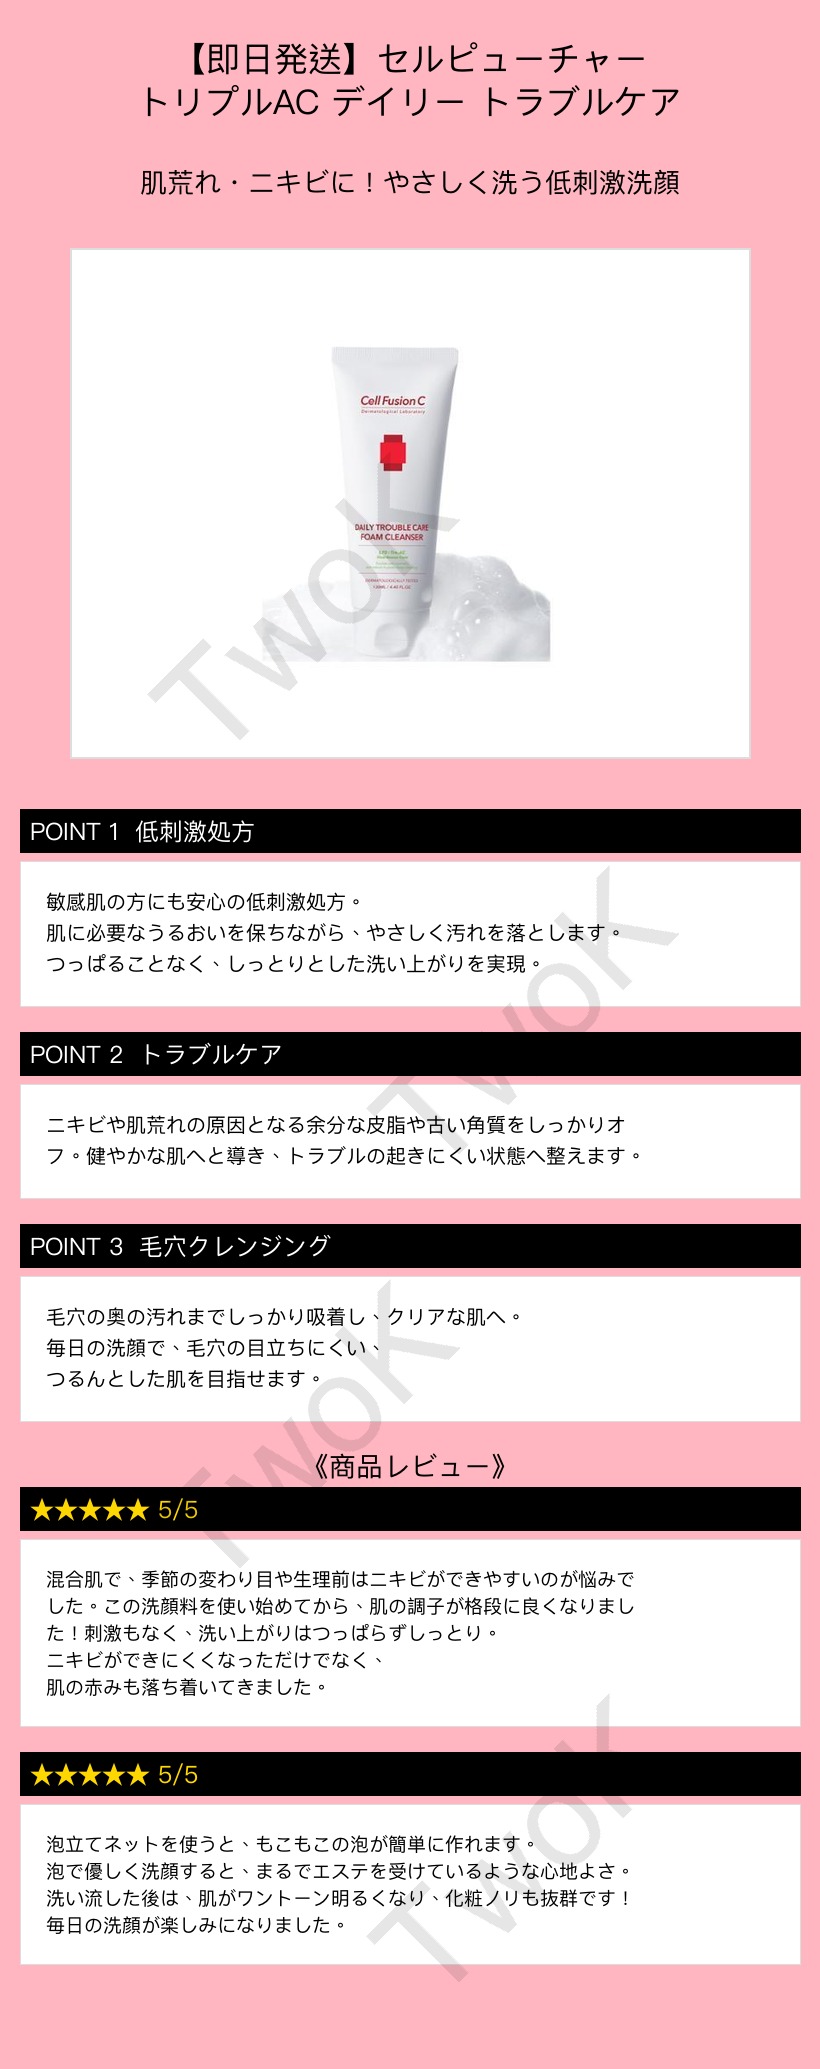 【即日発送】セルピューチャー
トリプルAC デイリー トラブルケア
肌荒れ・ニキビに！やさしく洗う低刺激洗顔
Cell Fusion C
Dermatological Laboratory
DAILY TROUBLE CARE
FOAM CLEANSER
DERMATOLOGICALLY TESTED
TwoK
POINT 1 低刺激処方
敏感肌の方にも安心の低刺激処方。
肌に必要なうるおいを保ちながら、やさしく汚れを落とします。
つっぱることなく、しっとりとした洗い上がりを実現。
TwoK
POINT 2 トラブルケア
ニキビや肌荒れの原因となる余分な皮脂や古い角質をしっかりオ
フ。健やかな肌へと導き、トラブルの起きにくい状態へ整えます。
POINT 3 毛穴クレンジング
毛穴の奥の汚れまでしっかり吸着し、クリアな肌へ。
毎日の洗顔で、毛穴の目立ちにくい、
つるんとした肌を目指せます。
TwoK
《商品レビュー》
★★★★★ 5/5
混合肌で、季節の変わり目や生理前はニキビができやすいのが悩みで
した。この洗顔料を使い始めてから、肌の調子が格段に良くなりまし
た！刺激もなく、洗い上がりはつっぱらずしっとり。
ニキビができにくくなっただけでなく、
肌の赤みも落ち着いてきました。
★★★★★ 5/5
泡立てネットを使うと、もこもこの泡が簡単に作れます。
泡で優しく洗顔すると、まるでエステを受けているような心地よさ。
洗い流した後は、肌がワントーン明るくなり、化粧ノリも抜群です！
毎日の洗顔が楽しみになりました。
TwoK